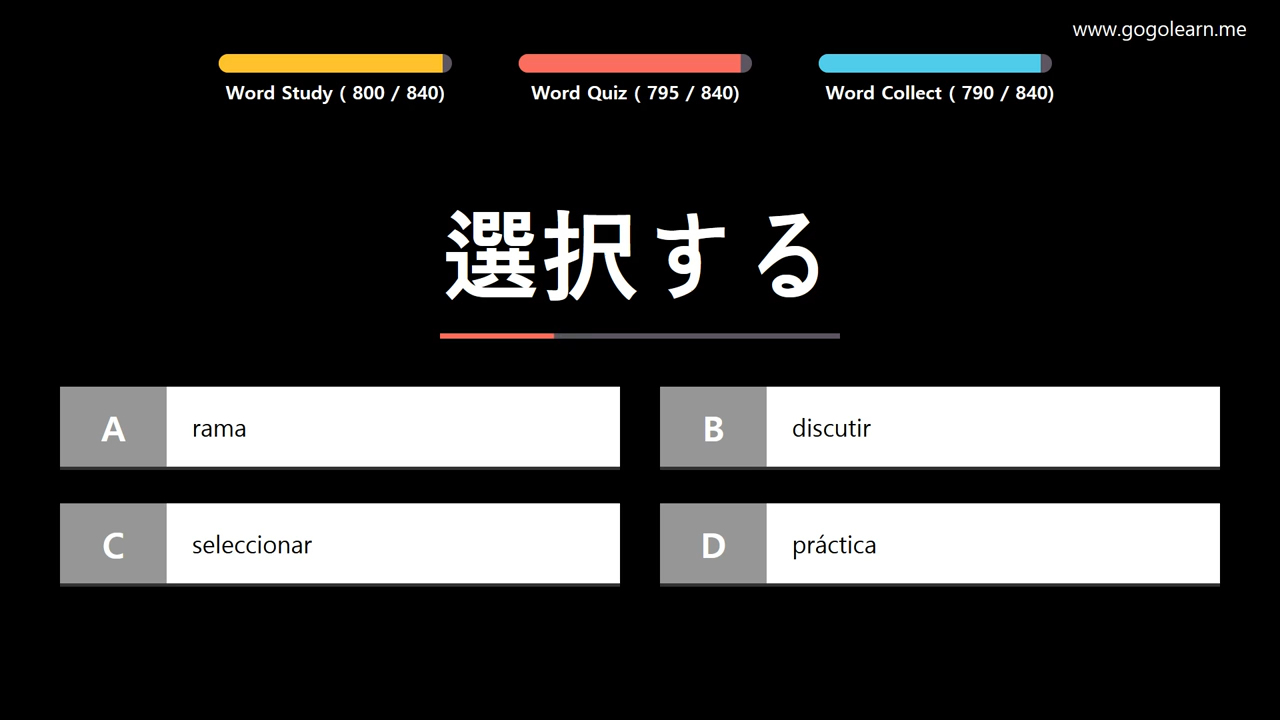 www.gogolearn.me
Word Study ( 800 / 840)
Word Quiz ( 795 / 840)
Word Collect ( 790 / 840)
選択する
A rama
B discutir
C seleccionar
D práctica